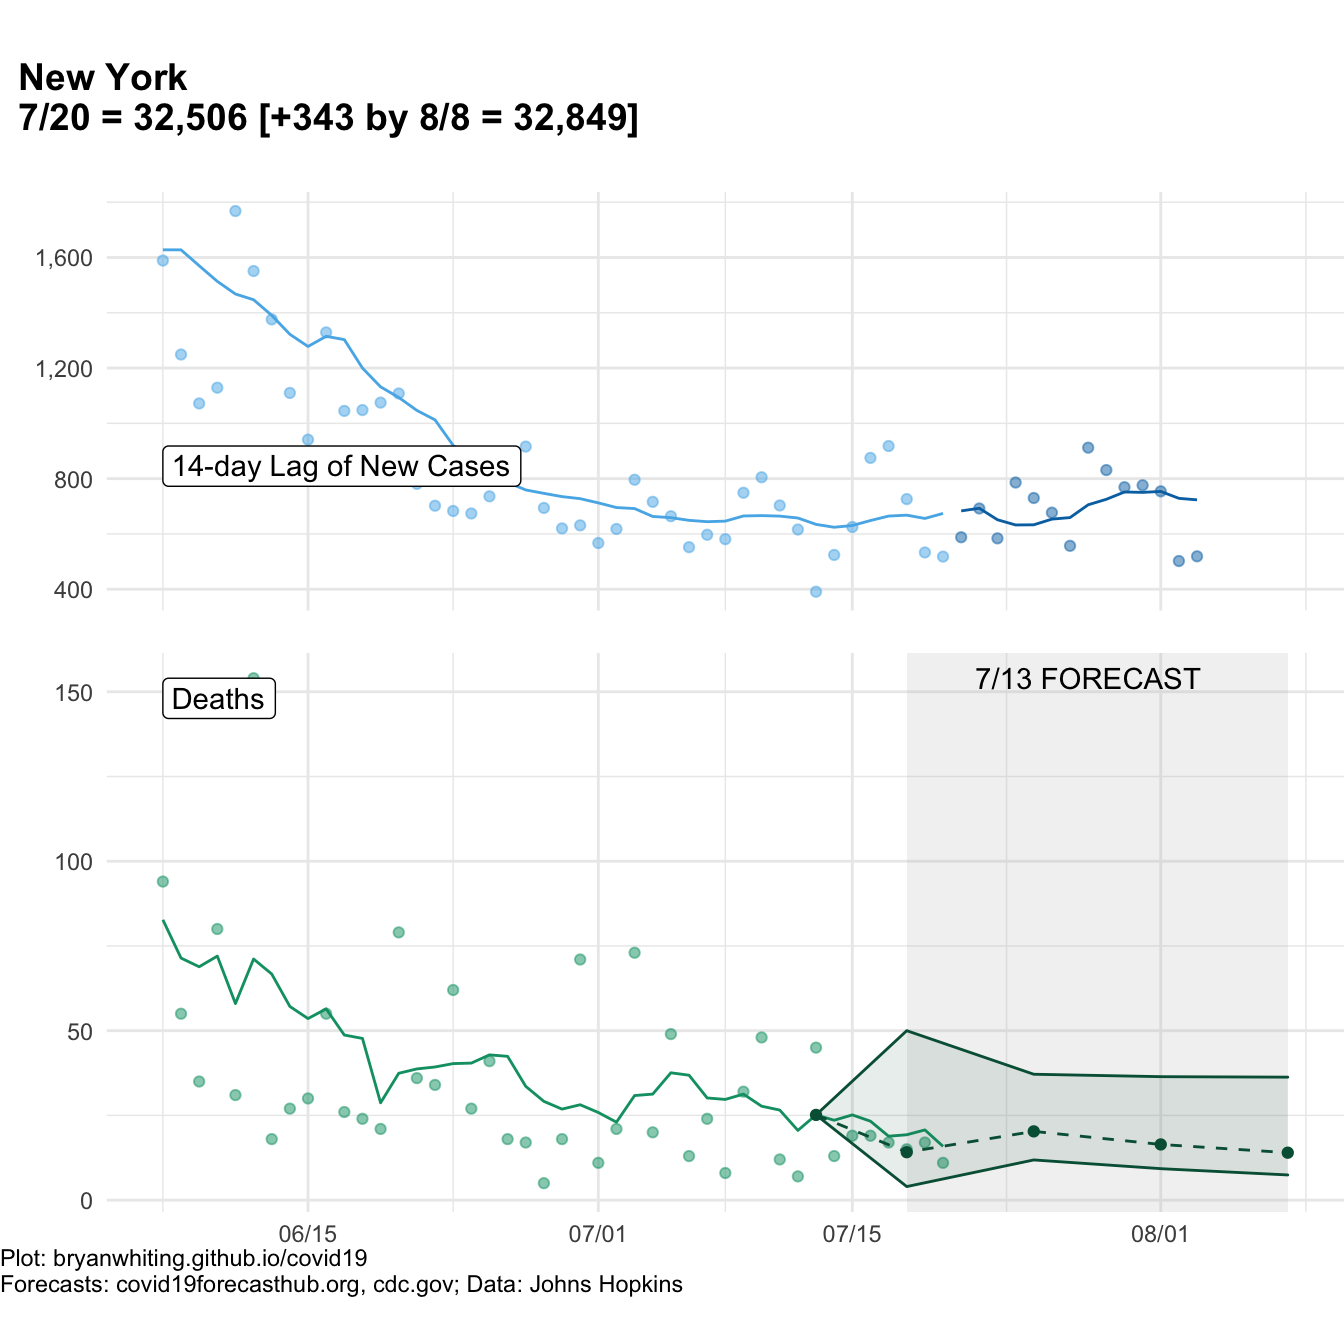 New York
7/20 = 32,506 [+343 by 8/8 = 32,849]
1,600
1,200
14-day Lag of New Cases
800
400
7/13 FORECAST
150
Deaths
100
50
0
06/15 07/01 07/15 08/01
Plot: bryanwhiting.github.io/covid19
Forecasts: covid19forecasthub.org, cdc.gov; Data: Johns Hopkins